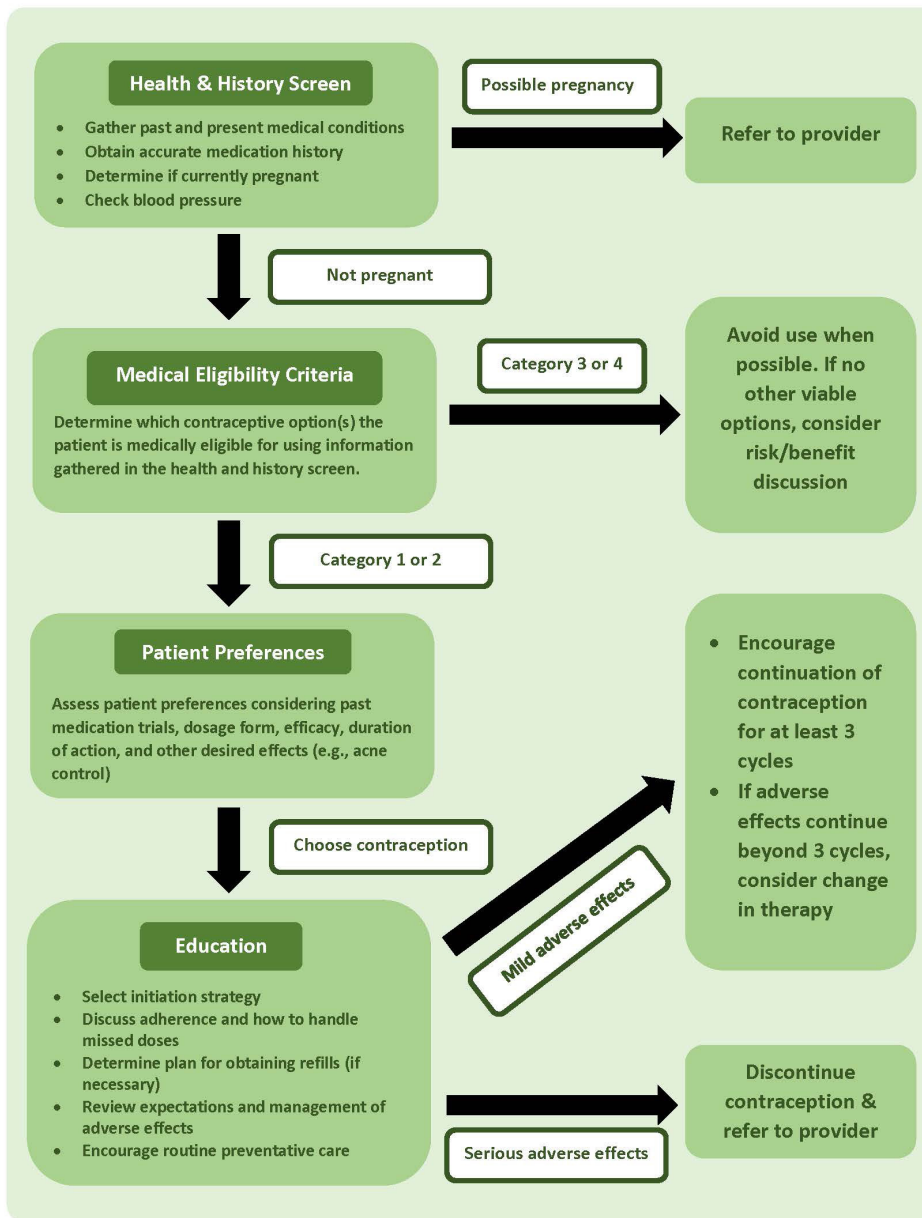 Health & History Screen
• Gather past and present medical conditions
• Obtain accurate medication history
• Determine if currently pregnant
• Check blood pressure
Possible pregnancy
Refer to provider
Not pregnant
Medical Eligibility Criteria
Determine which contraceptive option(s) the
patient is medically eligible for using information
gathered in the health and history screen.
Category 3 or 4
Avoid use when
possible. If no
other viable
options, consider
risk/benefit
discussion
Category 1 or 2
Patient Preferences
Assess patient preferences considering past
medication trials, dosage form, efficacy, duration
of action, and other desired effects (e.g., acne
control)
Choose contraception
Education
• Select initiation strategy
• Discuss adherence and how to handle
missed doses
• Determine plan for obtaining refills (if
necessary)
• Review expectations and management of
adverse effects
• Encourage routine preventative care
Mild adverse effects
• Encourage
continuation of
contraception
for at least 3
cycles
• If adverse
effects continue
beyond 3 cycles,
consider change
in therapy
Serious adverse effects
Discontinue
contraception &
refer to provider